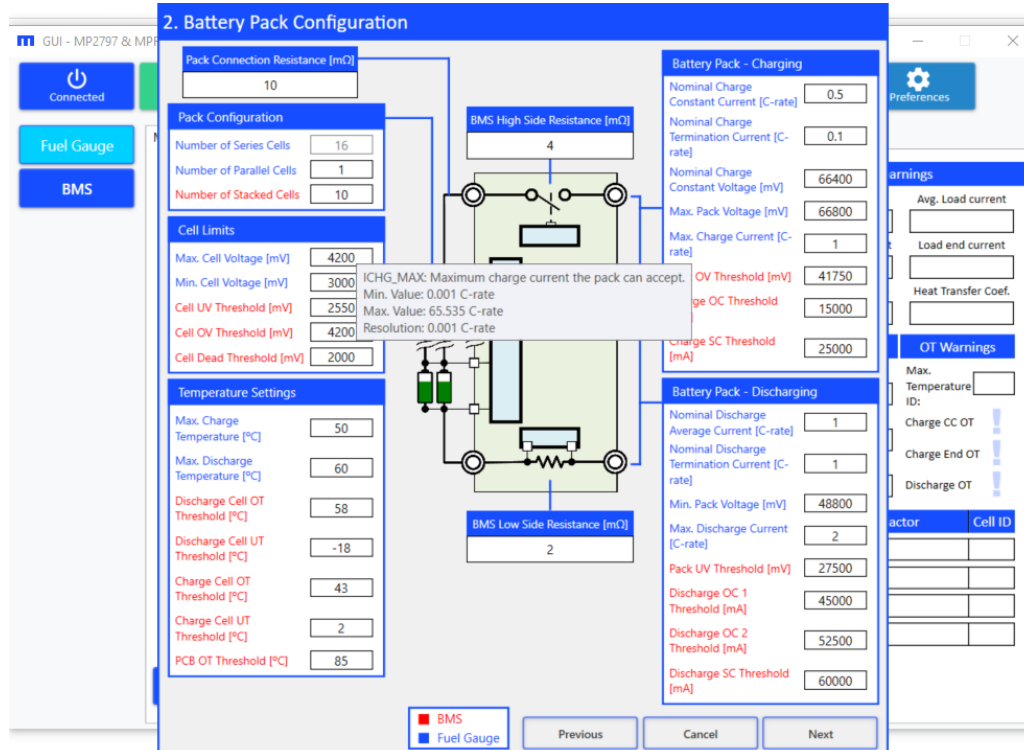 2. Battery Pack Configuration
GUI - MP2797 & MPF
Connected
Preferences
Fuel Gauge
BMS
Pack Connection Resistance [mΩ]
10
Pack Configuration
Number of Series Cells 16
Number of Parallel Cells 1
Number of Stacked Cells 10
Cell Limits
Max. Cell Voltage [mV] 4200
Min. Cell Voltage [mV] 3000
Cell UV Threshold [mV] 2550
Cell OV Threshold [mV] 4200
Cell Dead Threshold [mV] 2000
Temperature Settings
Max. Charge
Temperature [ºC] 50
Max. Discharge
Temperature [ºC] 60
Discharge Cell OT
Threshold [ºC] 58
Discharge Cell UT
Threshold [ºC] -18
Charge Cell OT
Threshold [ºC] 43
Charge Cell UT
Threshold [ºC] 2
PCB OT Threshold [ºC] 85
BMS High Side Resistance [mΩ]
4
ICHG_MAX: Maximum charge current the pack can accept.
Min. Value: 0.001 C-rate
Max. Value: 65.535 C-rate
Resolution: 0.001 C-rate
BMS Low Side Resistance [mΩ]
2
Battery Pack - Charging
Nominal Charge
Constant Current [C-rate] 0.5
Nominal Charge
Termination Current [C-
rate] 0.1
Nominal Charge
Constant Voltage [mV] 66400
Max. Pack Voltage [mV] 66800
Max. Charge Current [C-
rate] 1
OV Threshold [mV] 41750
ge OC Threshold
15000
Charge SC Threshold
[mA] 25000
Battery Pack - Discharging
Nominal Discharge
Average Current [C-rate] 1
Nominal Discharge
Termination Current [C-
rate] 1
Min. Pack Voltage [mV] 48800
Max. Discharge Current
[C-rate] 2
Pack UV Threshold [mV] 27500
Discharge OC 1
Threshold [mA] 45000
Discharge OC 2
Threshold [mA] 52500
Discharge SC Threshold
[mA] 60000
BMS
Fuel Gauge
Previous
Cancel
Next
arnings
Avg. Load current
t Load end current
Heat Transfer Coef.
OT Warnings
Max.
Temperature
ID:
Charge CC OT
Charge End OT
Discharge OT
actor Cell ID